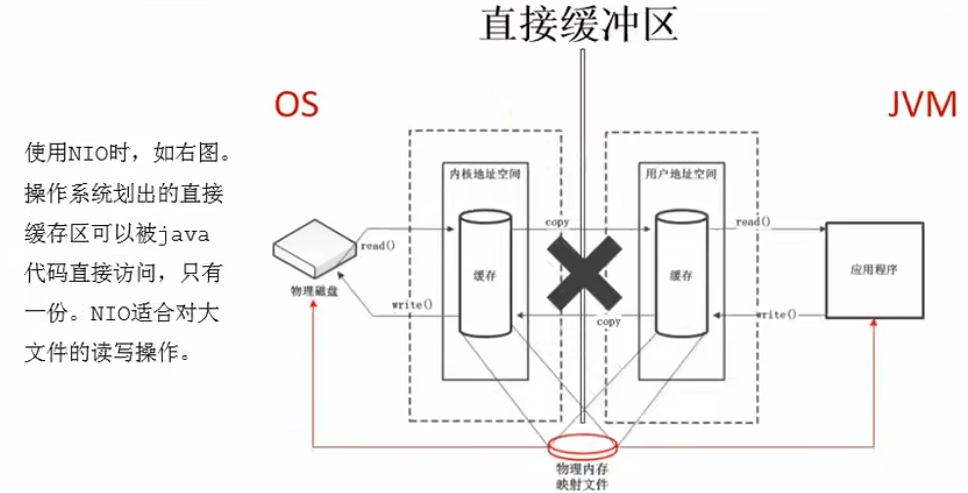 直接缓冲区
OS
JVM
使用NIO时，如右图。
操作系统划出的直接
缓存区可以被java
代码直接访问，只有
一份。NIO适合对大
文件的读写操作。
内核地址空间
用户地址空间
copy
read()
read()
缓存
缓存
应用程序
物理磁盘
write()
copy
write()
物理内存
映射文件